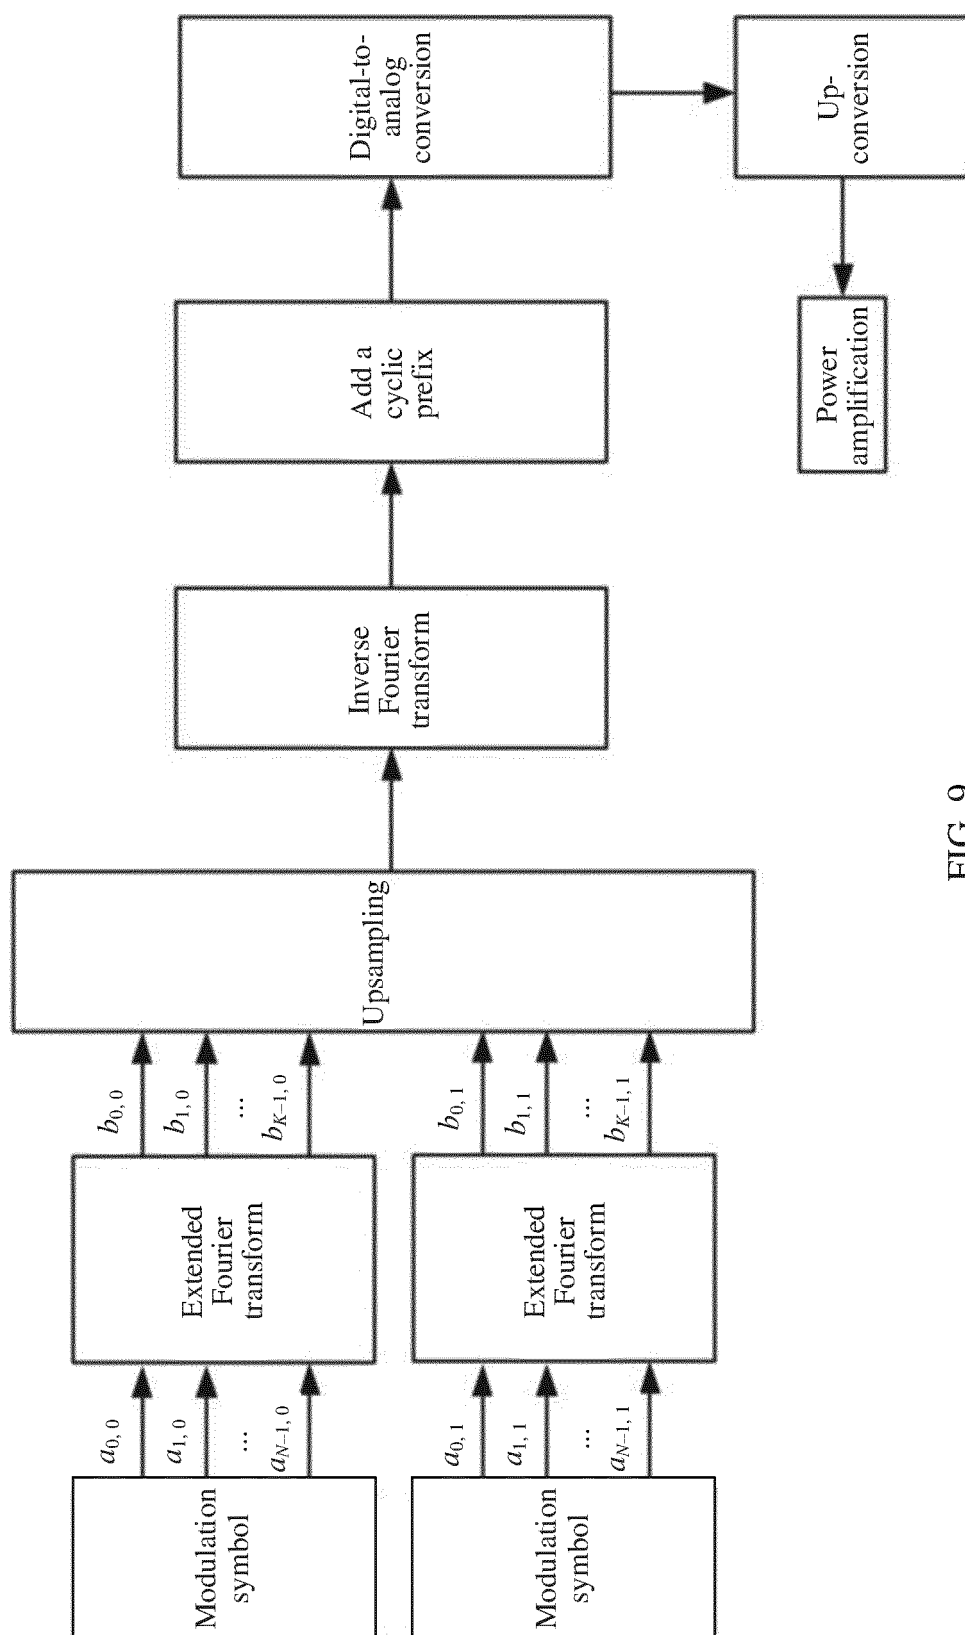 Modulation
symbol
a0, 0
a1, 0
...
aN−1, 0
Extended
Fourier
transform
b0, 0
b1, 0
...
bK−1, 0
Modulation
symbol
a0, 1
a1, 1
...
aN−1, 1
Extended
Fourier
transform
b0, 1
b1, 1
...
bK−1, 1
Upsampling
Inverse
Fourier
transform
Add a
cyclic
prefix
Digital-to-
analog
conversion
Up-
conversion
Power
amplification
FIG. 9